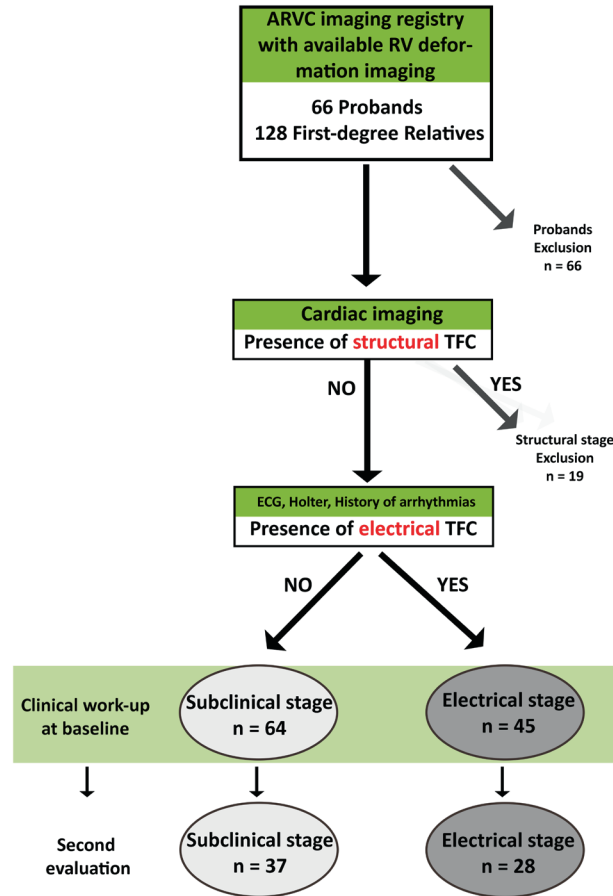 ARVC imaging registry
with available RV defor-
mation imaging
66 Probands
128 First-degree Relatives
Probands
Exclusion
n = 66
Cardiac imaging
Presence of structural TFC
NO
YES
Structural stage
Exclusion
n = 19
ECG, Holter, History of arrhythmias
Presence of electrical TFC
NO
YES
Clinical work-up
at baseline
Subclinical stage
n = 64
Electrical stage
n = 45
Second
evaluation
Subclinical stage
n = 37
Electrical stage
n = 28